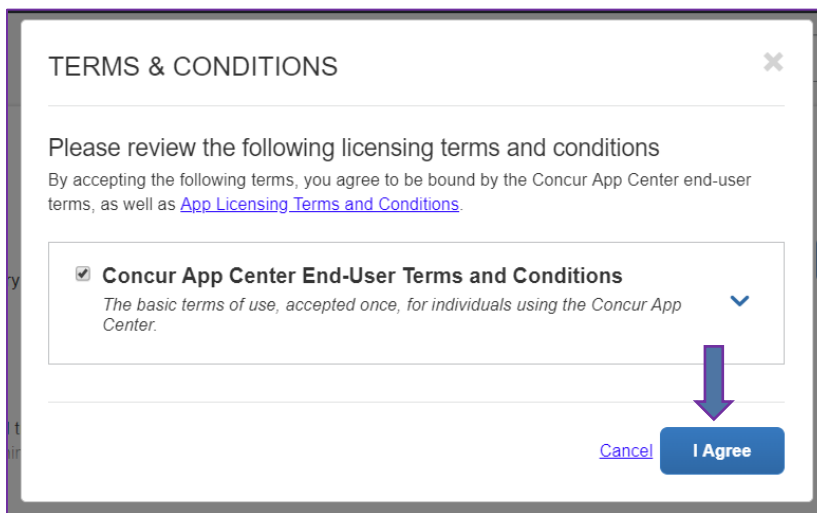 TERMS & CONDITIONS
Please review the following licensing terms and conditions
By accepting the following terms, you agree to be bound by the Concur App Center end-user
terms, as well as App Licensing Terms and Conditions.
Concur App Center End-User Terms and Conditions
The basic terms of use, accepted once, for individuals using the Concur App
Center.
Cancel
I Agree